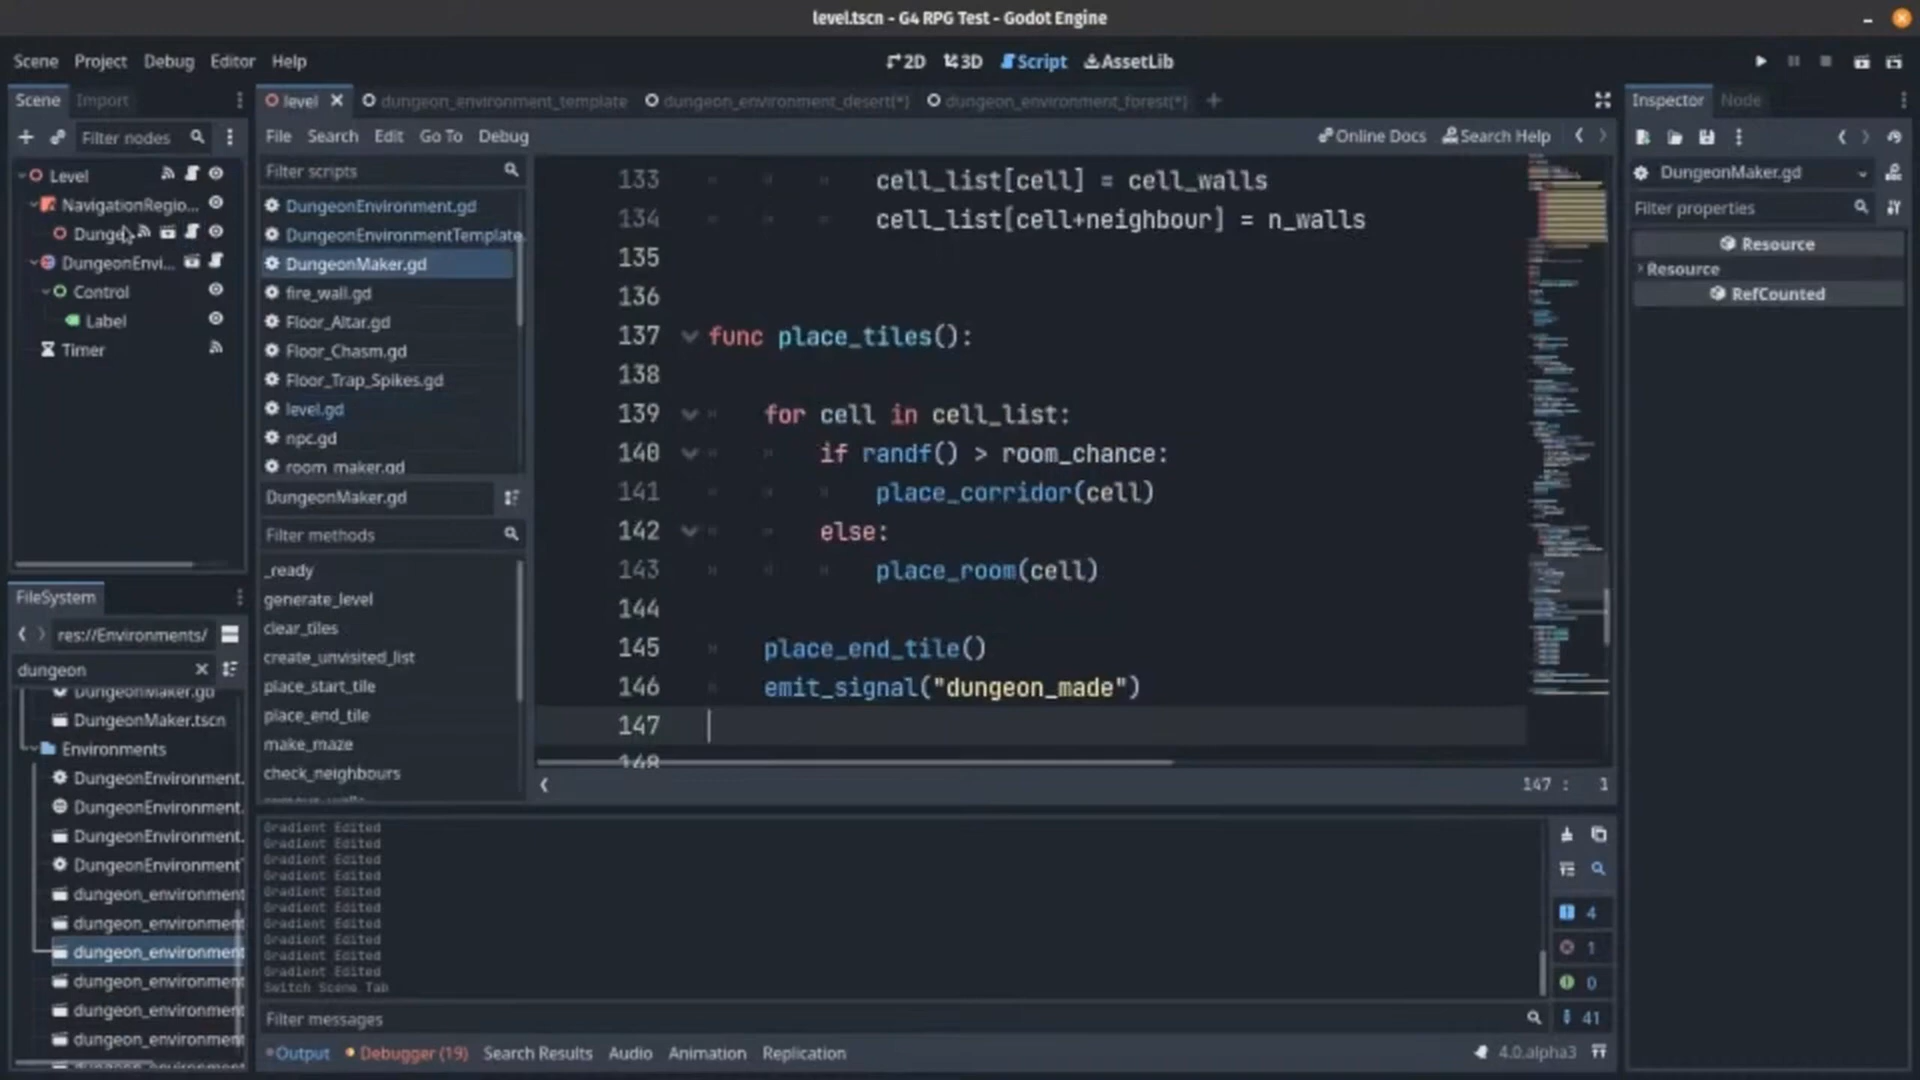 level.tscn - G4 RPG Test - Godot Engine
Scene Project Debug Editor Help
2D 3D Script AssetLib
Scene Import
Filter nodes
Level
NavigationRegio...
Dunge
DungeonEnvi...
Control
Label
Timer
FileSystem
res://Environments/
dungeon
DungeonMaker.gd
DungeonMaker.tscn
Environments
DungeonEnvironment.
DungeonEnvironment.
DungeonEnvironment.
DungeonEnvironment
dungeon_environment
dungeon_environment
dungeon_environment
dungeon_environment
dungeon_environment
dungeon_environment
level dungeon_environment_template dungeon_environment_desert(*) dungeon_environment_forest(*)
File Search Edit Go To Debug
Online Docs Search Help
Filter scripts
DungeonEnvironment.gd
DungeonEnvironmentTemplate.
DungeonMaker.gd
fire_wall.gd
Floor_Altar.gd
Floor_Chasm.gd
Floor_Trap_Spikes.gd
level.gd
npc.gd
room_maker.gd
DungeonMaker.gd
Filter methods
_ready
generate_level
clear_tiles
create_unvisited_list
place_start_tile
place_end_tile
make_maze
check_neighbours
133 cell_list[cell] = cell_walls
134 cell_list[cell+neighbour] = n_walls
135
136
137 func place_tiles():
138
139 for cell in cell_list:
140 if randf() > room_chance:
141 place_corridor(cell)
142 else:
143 place_room(cell)
144
145 place_end_tile()
146 emit_signal("dungeon_made")
147
148
147 : 1
Gradient Edited
Gradient Edited
Gradient Edited
Gradient Edited
Gradient Edited
Gradient Edited
Gradient Edited
Gradient Edited
Gradient Edited
Gradient Edited
Switch Scene Tab
4
1
0
41
Filter messages
Output Debugger (19) Search Results Audio Animation Replication
4.0.alpha3
Inspector Node
DungeonMaker.gd
Filter properties
Resource
Resource
RefCounted